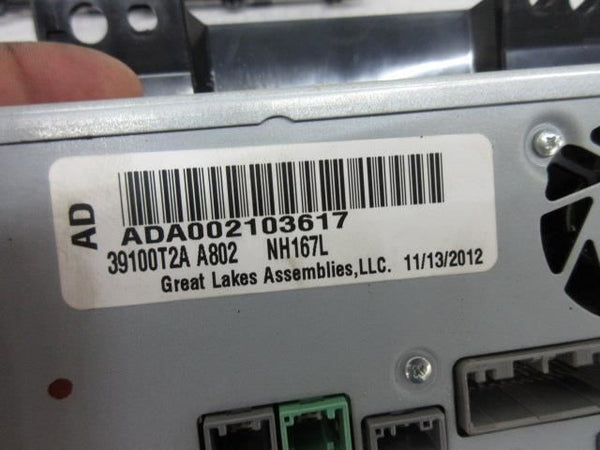 AD
ADA002103617
39100T2A A802 NH167L
Great Lakes Assemblies,LLC. 11/13/2012